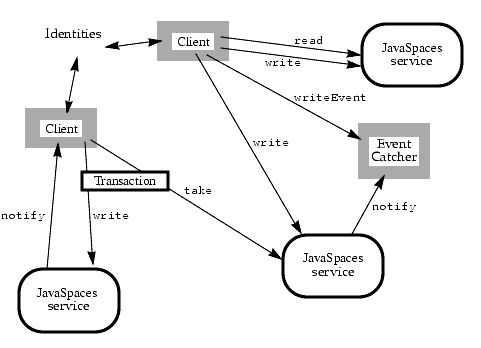 Identities
Client
read
write
JavaSpaces
service
writeEvent
Client
write
Event
Catcher
Transaction
take
notify
write
notify
JavaSpaces
service
JavaSpaces
service